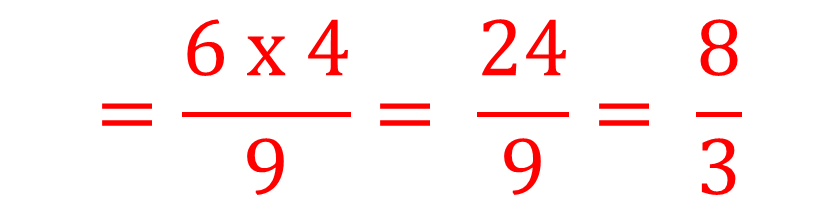 = 6 x 4 / 9 = 24 / 9 = 8 / 3